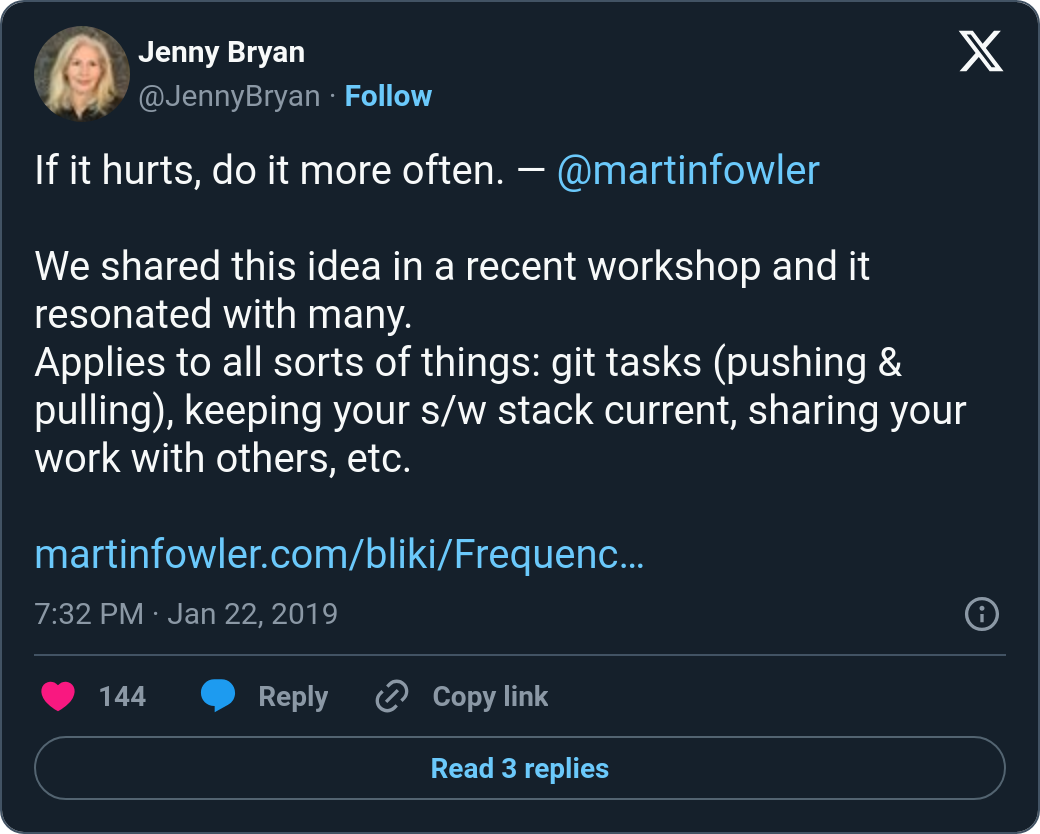 Jenny Bryan
@JennyBryan · Follow
If it hurts, do it more often. — @martinfowler
We shared this idea in a recent workshop and it
resonated with many.
Applies to all sorts of things: git tasks (pushing &
pulling), keeping your s/w stack current, sharing your
work with others, etc.
martinfowler.com/bliki/Frequenc…
7:32 PM · Jan 22, 2019
144 Reply Copy link
Read 3 replies